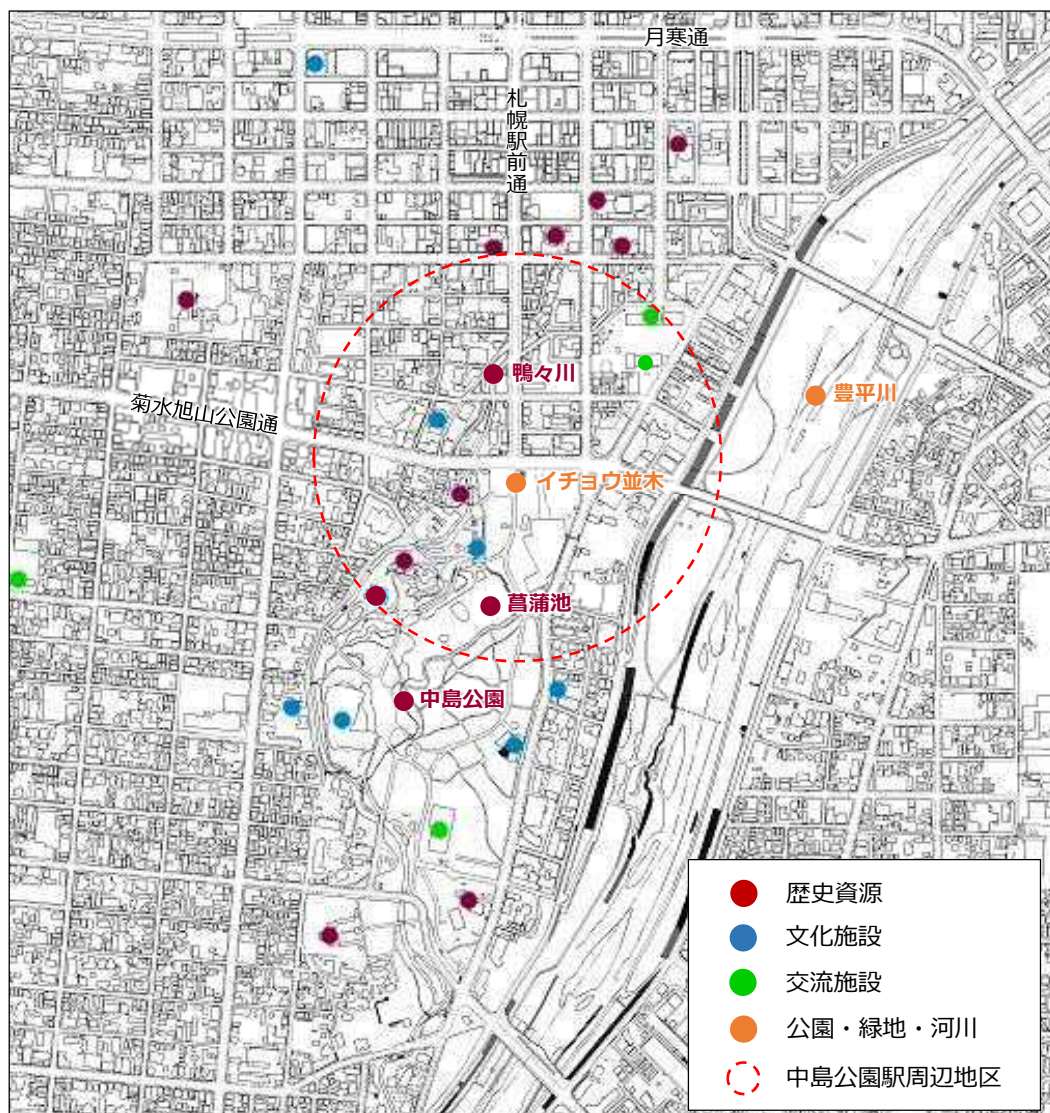 月寒通
札幌駅前通
鴨々川
豊平川
菊水旭山公園通
イチョウ並木
菖蒲池
中島公園
歴史資源
文化施設
交流施設
公園・緑地・河川
中島公園駅周辺地区